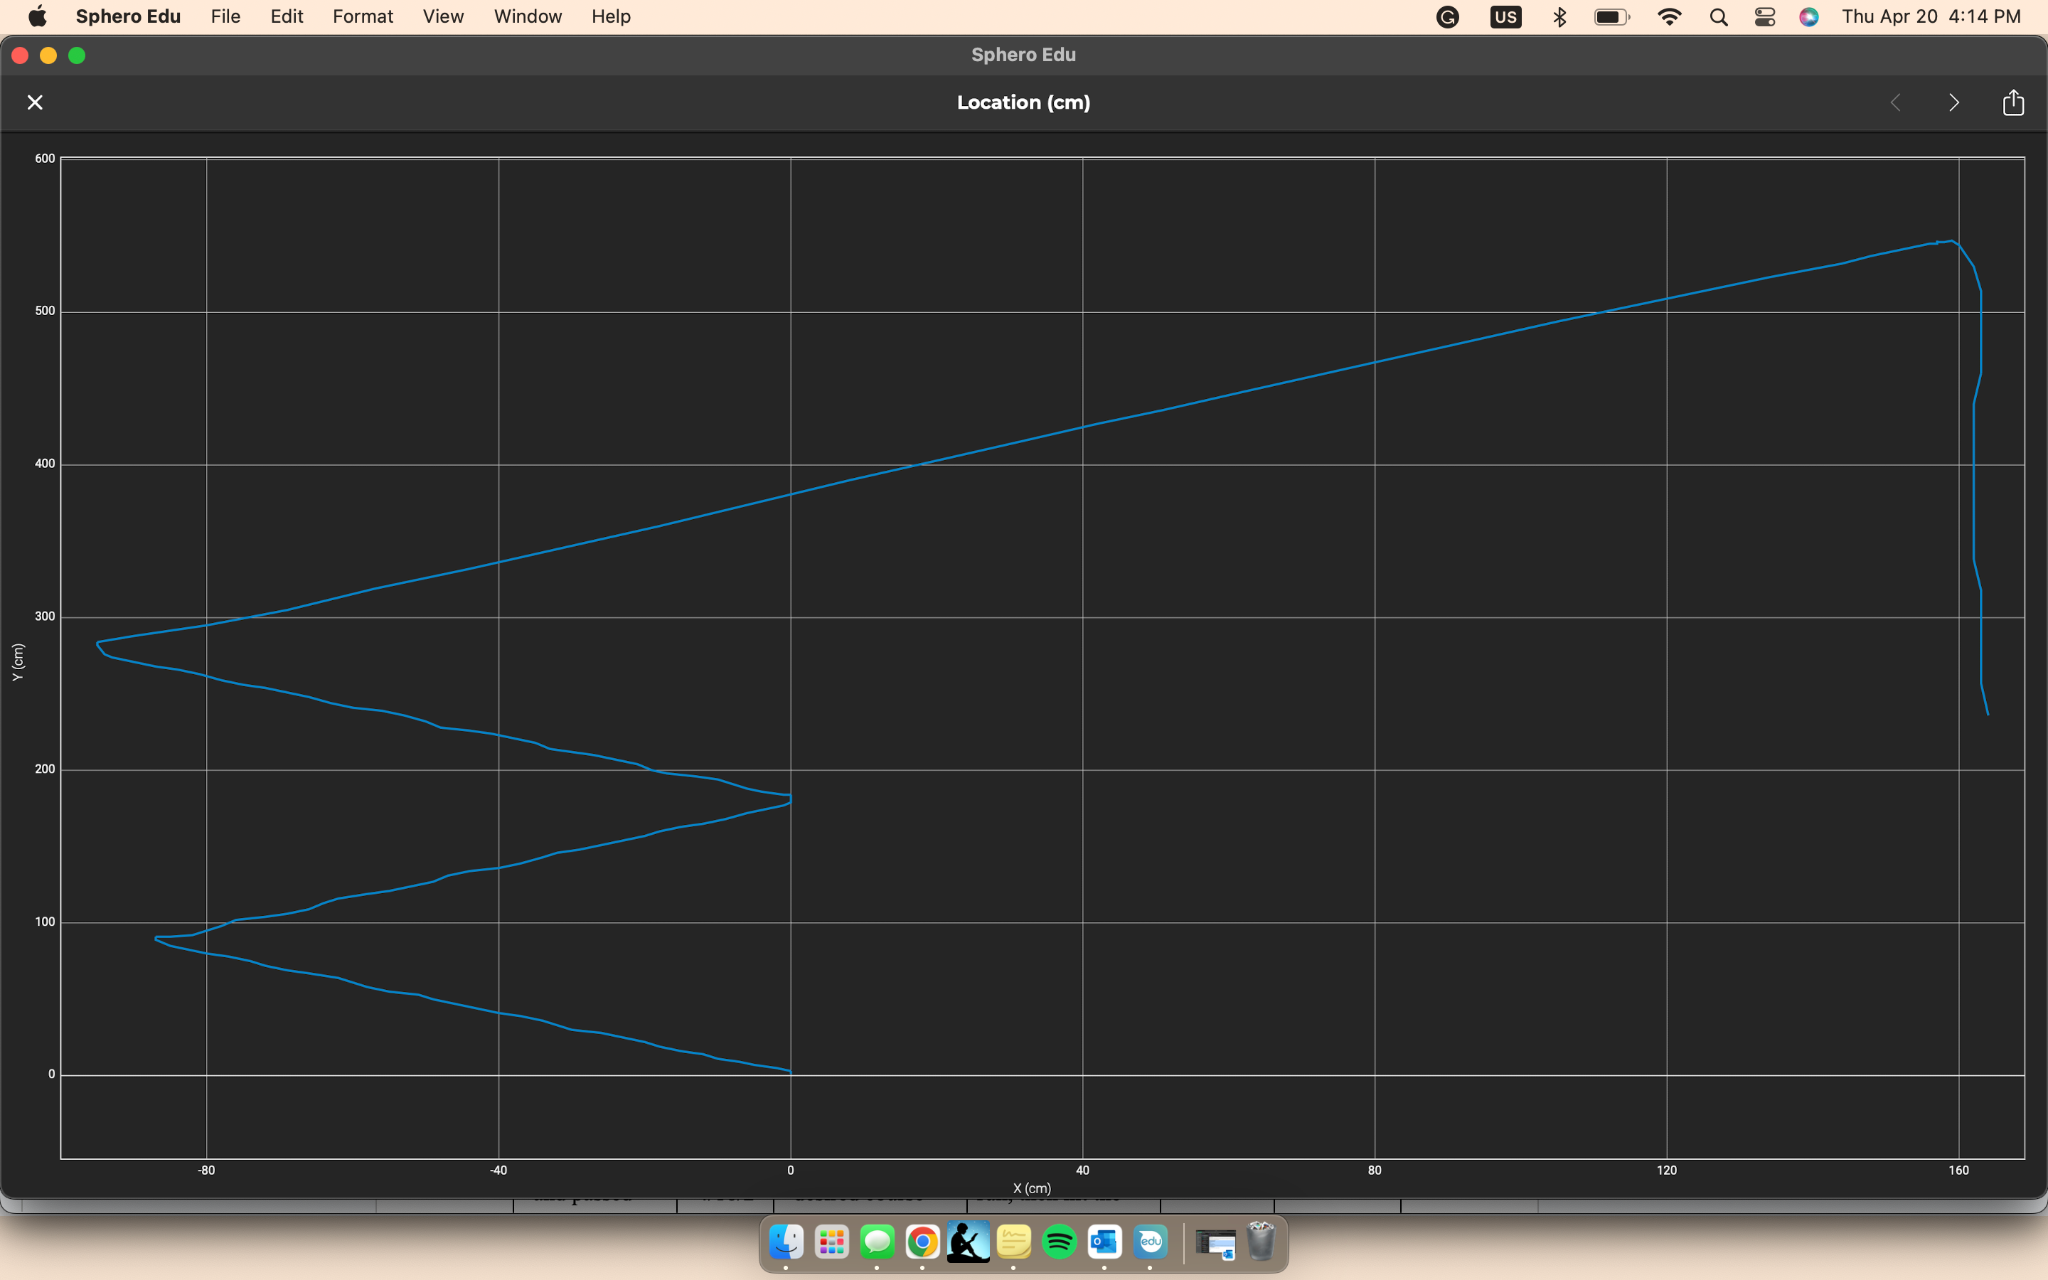 Sphero Edu File Edit Format View Window Help US Thu Apr 20 4:14 PM
Sphero Edu
Location (cm)
600
500
400
300
Y (cm)
200
100
0
-80 -40 0 40 80 120 160
X (cm)
edu